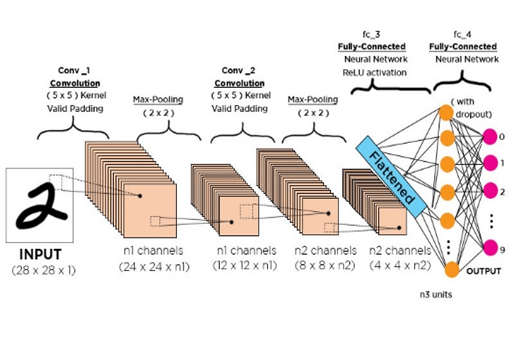 fc_3
Fully-Connected
Neural Network
ReLU activation
fc_4
Fully-Connected
Neural Network
Conv _1
Convolution
( 5 x 5 ) Kernel
Valid Padding
Max-Pooling
( 2 x 2 )
Conv _2
Convolution
( 5 x 5 ) Kernel
Valid Padding
Max-Pooling
( 2 x 2 )
( with
dropout)
Flattened
2
0
1
2
9
INPUT
(28 x 28 x 1)
n1 channels
(24 x 24 x n1)
n1 channels
(12 x 12 x n1)
n2 channels
(8 x 8 x n2)
n2 channels
(4 x 4 x n2)
OUTPUT
n3 units